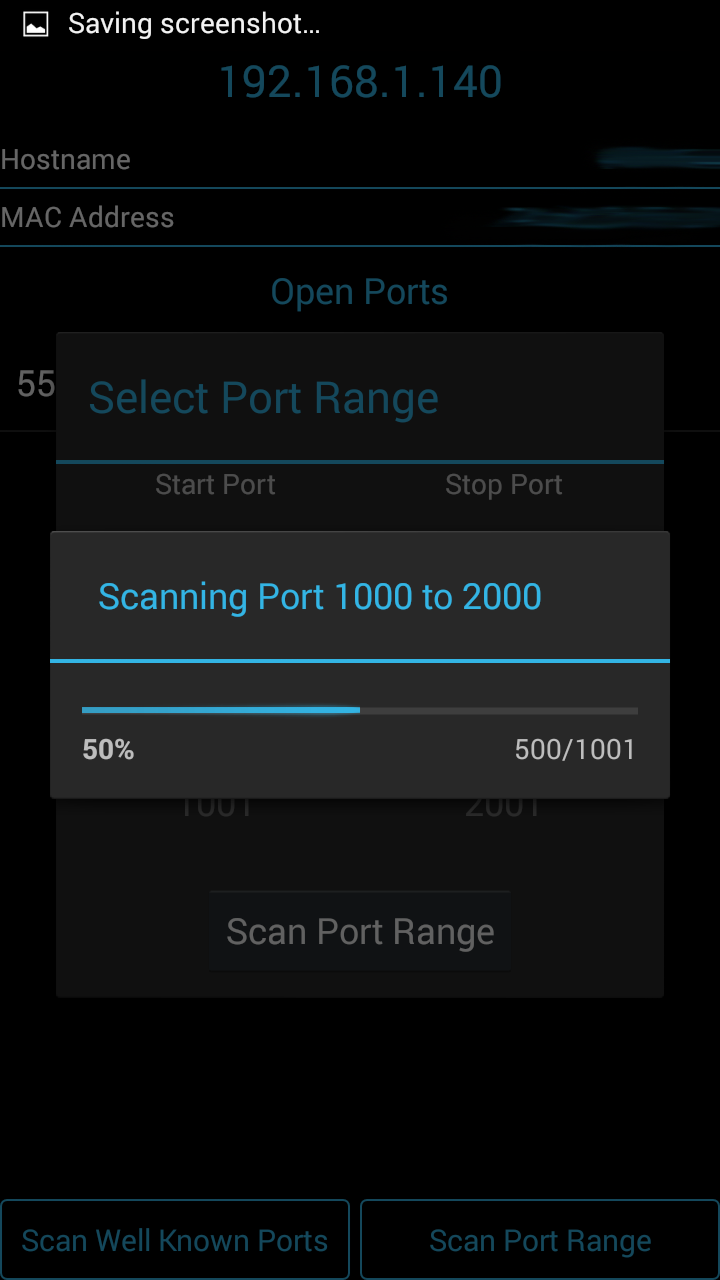 Saving screenshot...
192.168.1.140
Hostname
MAC Address
Open Ports
55
Select Port Range
Start Port Stop Port
Scanning Port 1000 to 2000
50% 500/1001
1001 2001
Scan Port Range
Scan Well Known Ports Scan Port Range